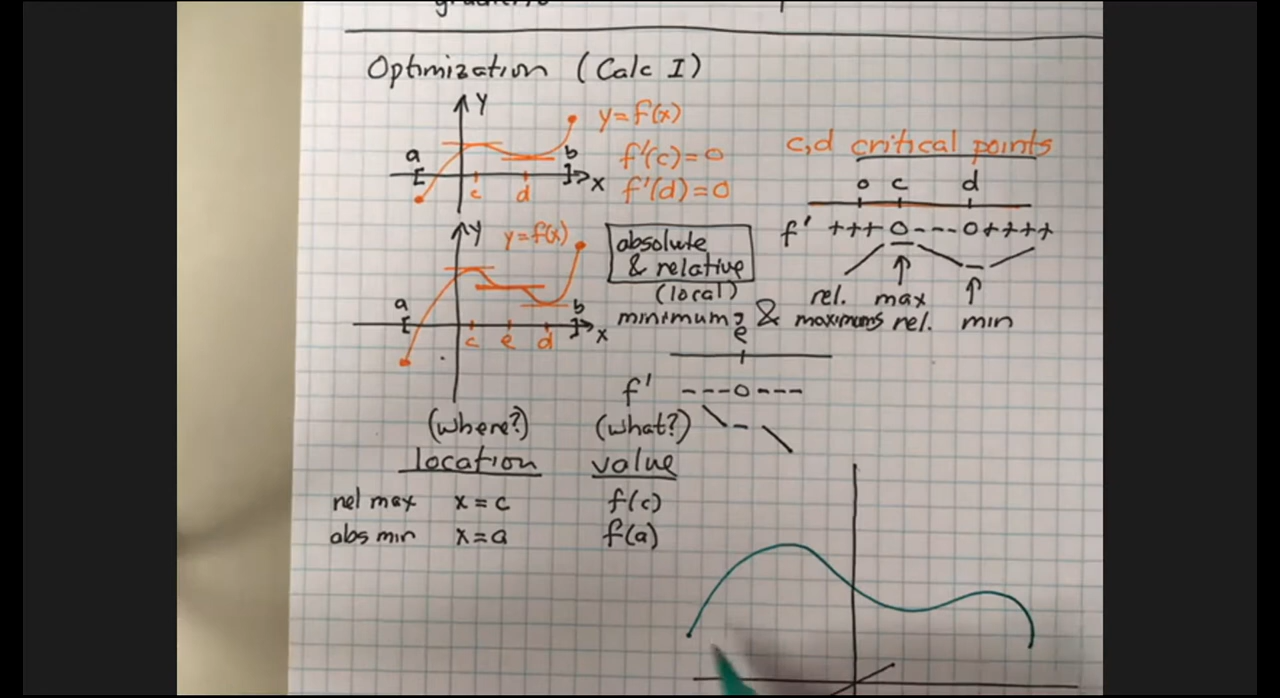 Optimization (Calc I)
y
y=f(x)
a
b
[
]
x
c
d
f'(c)=0
f'(d)=0
c,d critical points
o c d
f' +++ 0 --- 0 ++++
rel. max
rel. min
y
y=f(x)
a
b
[
]
x
c e d
absolute
& relative
(local)
minimums & maximums
e
f' --- 0 ---
(where?) (what?)
location value
rel max x=c f(c)
abs min x=a f(a)